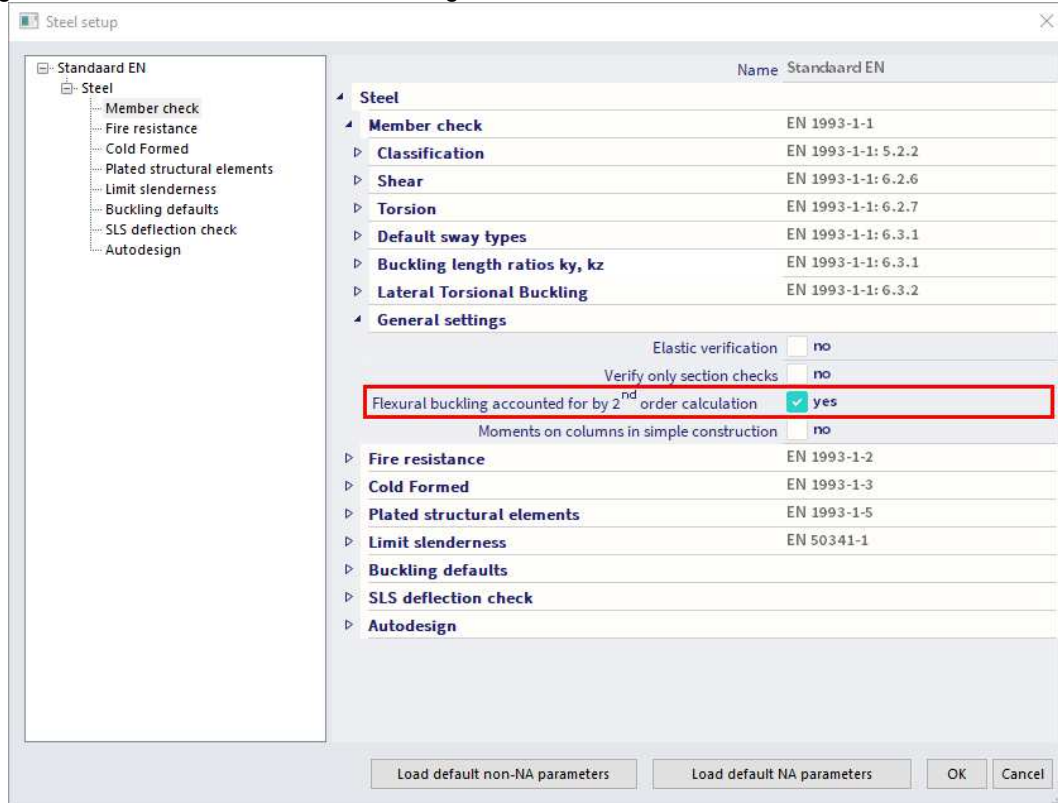 Steel setup
Standaard EN
Steel
Member check
Fire resistance
Cold Formed
Plated structural elements
Limit slenderness
Buckling defaults
SLS deflection check
Autodesign
Name Standaard EN
Steel
Member check EN 1993-1-1
Classification EN 1993-1-1: 5.2.2
Shear EN 1993-1-1: 6.2.6
Torsion EN 1993-1-1: 6.2.7
Default sway types EN 1993-1-1: 6.3.1
Buckling length ratios ky, kz EN 1993-1-1: 6.3.1
Lateral Torsional Buckling EN 1993-1-1: 6.3.2
General settings
Elastic verification no
Verify only section checks no
Flexural buckling accounted for by 2nd order calculation yes
Moments on columns in simple construction no
Fire resistance EN 1993-1-2
Cold Formed EN 1993-1-3
Plated structural elements EN 1993-1-5
Limit slenderness EN 50341-1
Buckling defaults
SLS deflection check
Autodesign
Load default non-NA parameters Load default NA parameters OK Cancel